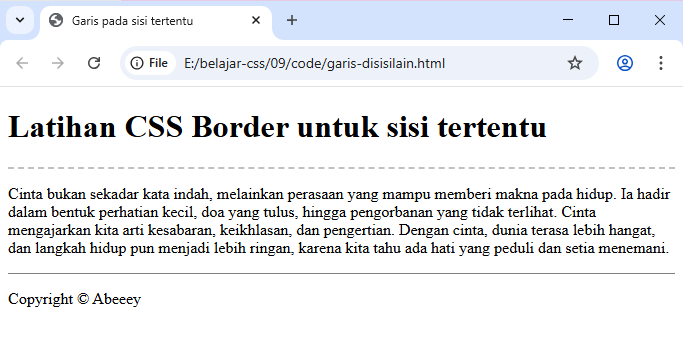 Garis pada sisi tertentu
File E:/belajar-css/09/code/garis-disisilain.html
Latihan CSS Border untuk sisi tertentu
Cinta bukan sekadar kata indah, melainkan perasaan yang mampu memberi makna pada hidup. Ia hadir
dalam bentuk perhatian kecil, doa yang tulus, hingga pengorbanan yang tidak terlihat. Cinta
mengajarkan kita arti kesabaran, keikhlasan, dan pengertian. Dengan cinta, dunia terasa lebih hangat,
dan langkah hidup pun menjadi lebih ringan, karena kita tahu ada hati yang peduli dan setia menemani.
Copyright © Abeeey